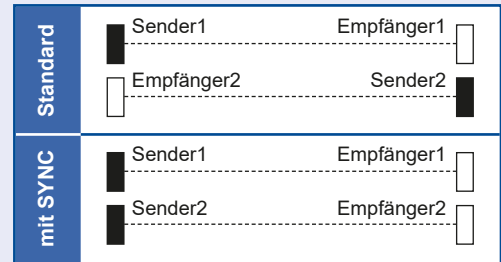 Standard
Sender1 Empfänger1
Empfänger2 Sender2
mit SYNC
Sender1 Empfänger1
Sender2 Empfänger2